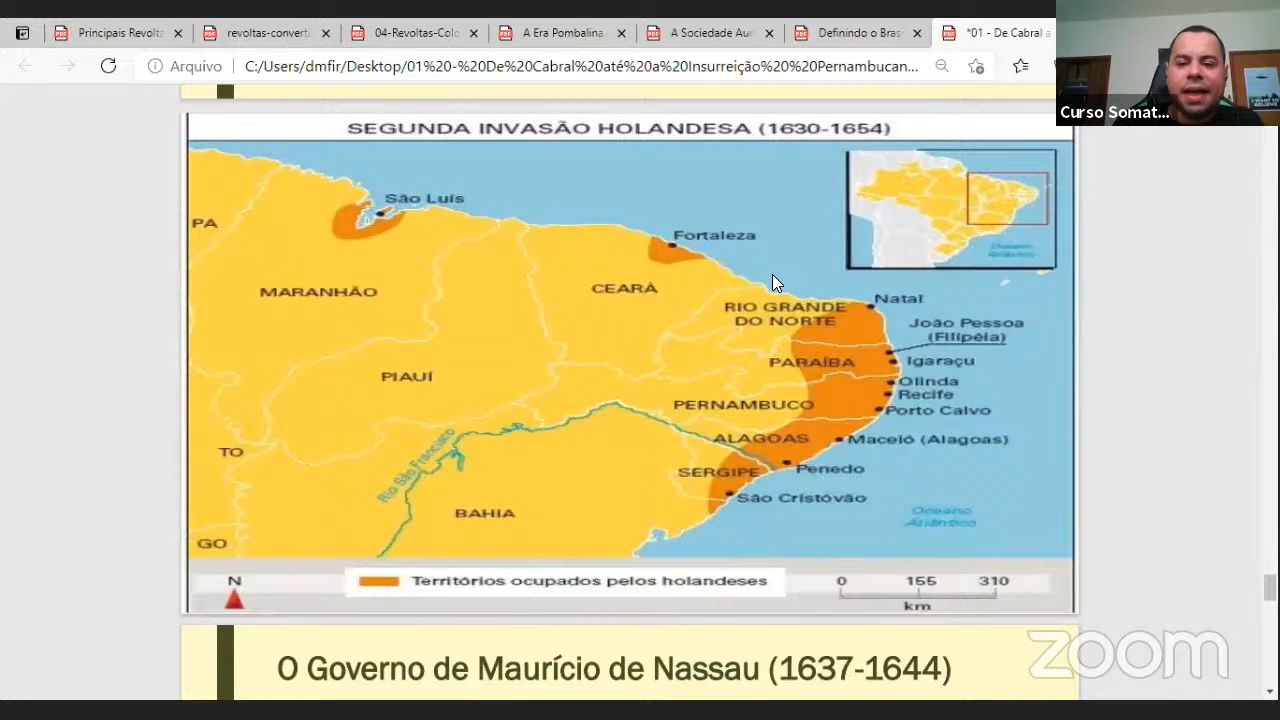 Principais Revolta
revoltas-converti
04-Revoltas-Colo
A Era Pombalina
A Sociedade Au
Definindo o Bras
*01 - De Cabral a
Arquivo
C:/Users/dmfir/Desktop/01%20-%20De%20Cabral%20até%20a%20Insurreição%20%20Pernambucan...
Curso Somat...
SEGUNDA INVASÃO HOLANDESA (1630-1654)
São Luís
PA
Fortaleza
MARANHÃO
CEARÁ
Natal
RIO GRANDE
DO NORTE
João Pessoa
(Filipéia)
PARAÍBA
Igaraçu
PIAUÍ
Olinda
Recife
PERNAMBUCO
Porto Calvo
ALAGOAS
Maceió (Alagoas)
TO
Rio São Francisco
SERGIPE
Penedo
São Cristóvão
BAHIA
Oceano
Atlântico
GO
N
Territórios ocupados pelos holandeses
0 155 310
km
O Governo de Maurício de Nassau (1637-1644)
zoom